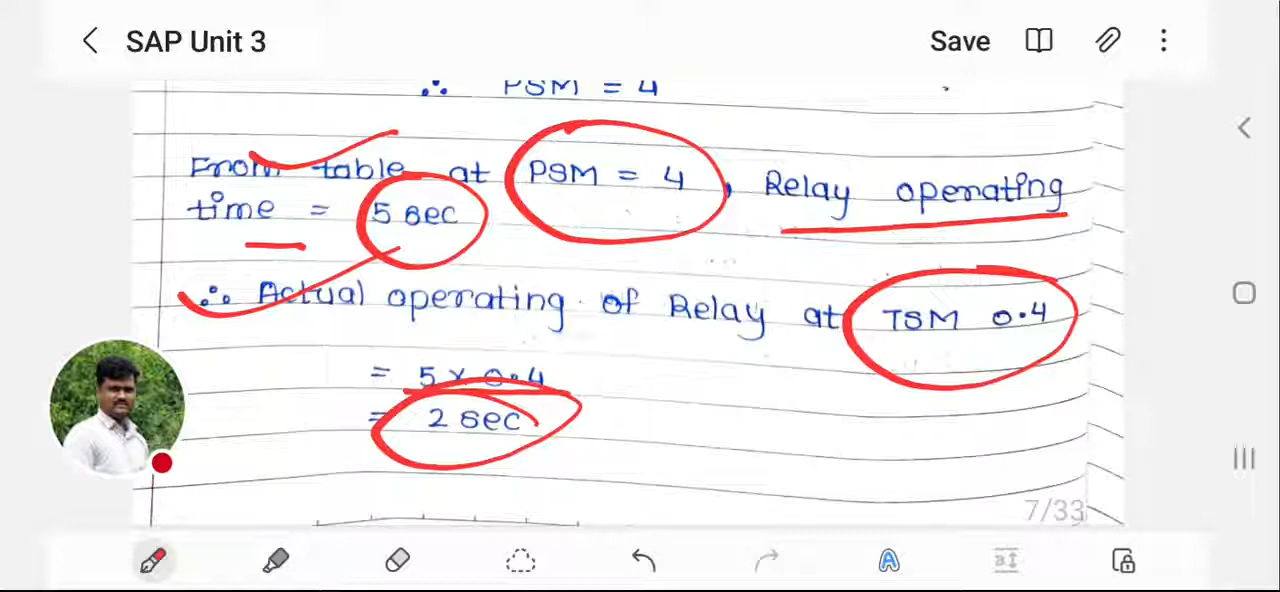 SAP Unit 3
Save
∴ PSM = 4
From table at PSM = 4, Relay operating
time = 5 sec
∴ Actual operating of Relay at TSM 0.4
= 5 x 0.4
= 2 sec
7/33
A
a